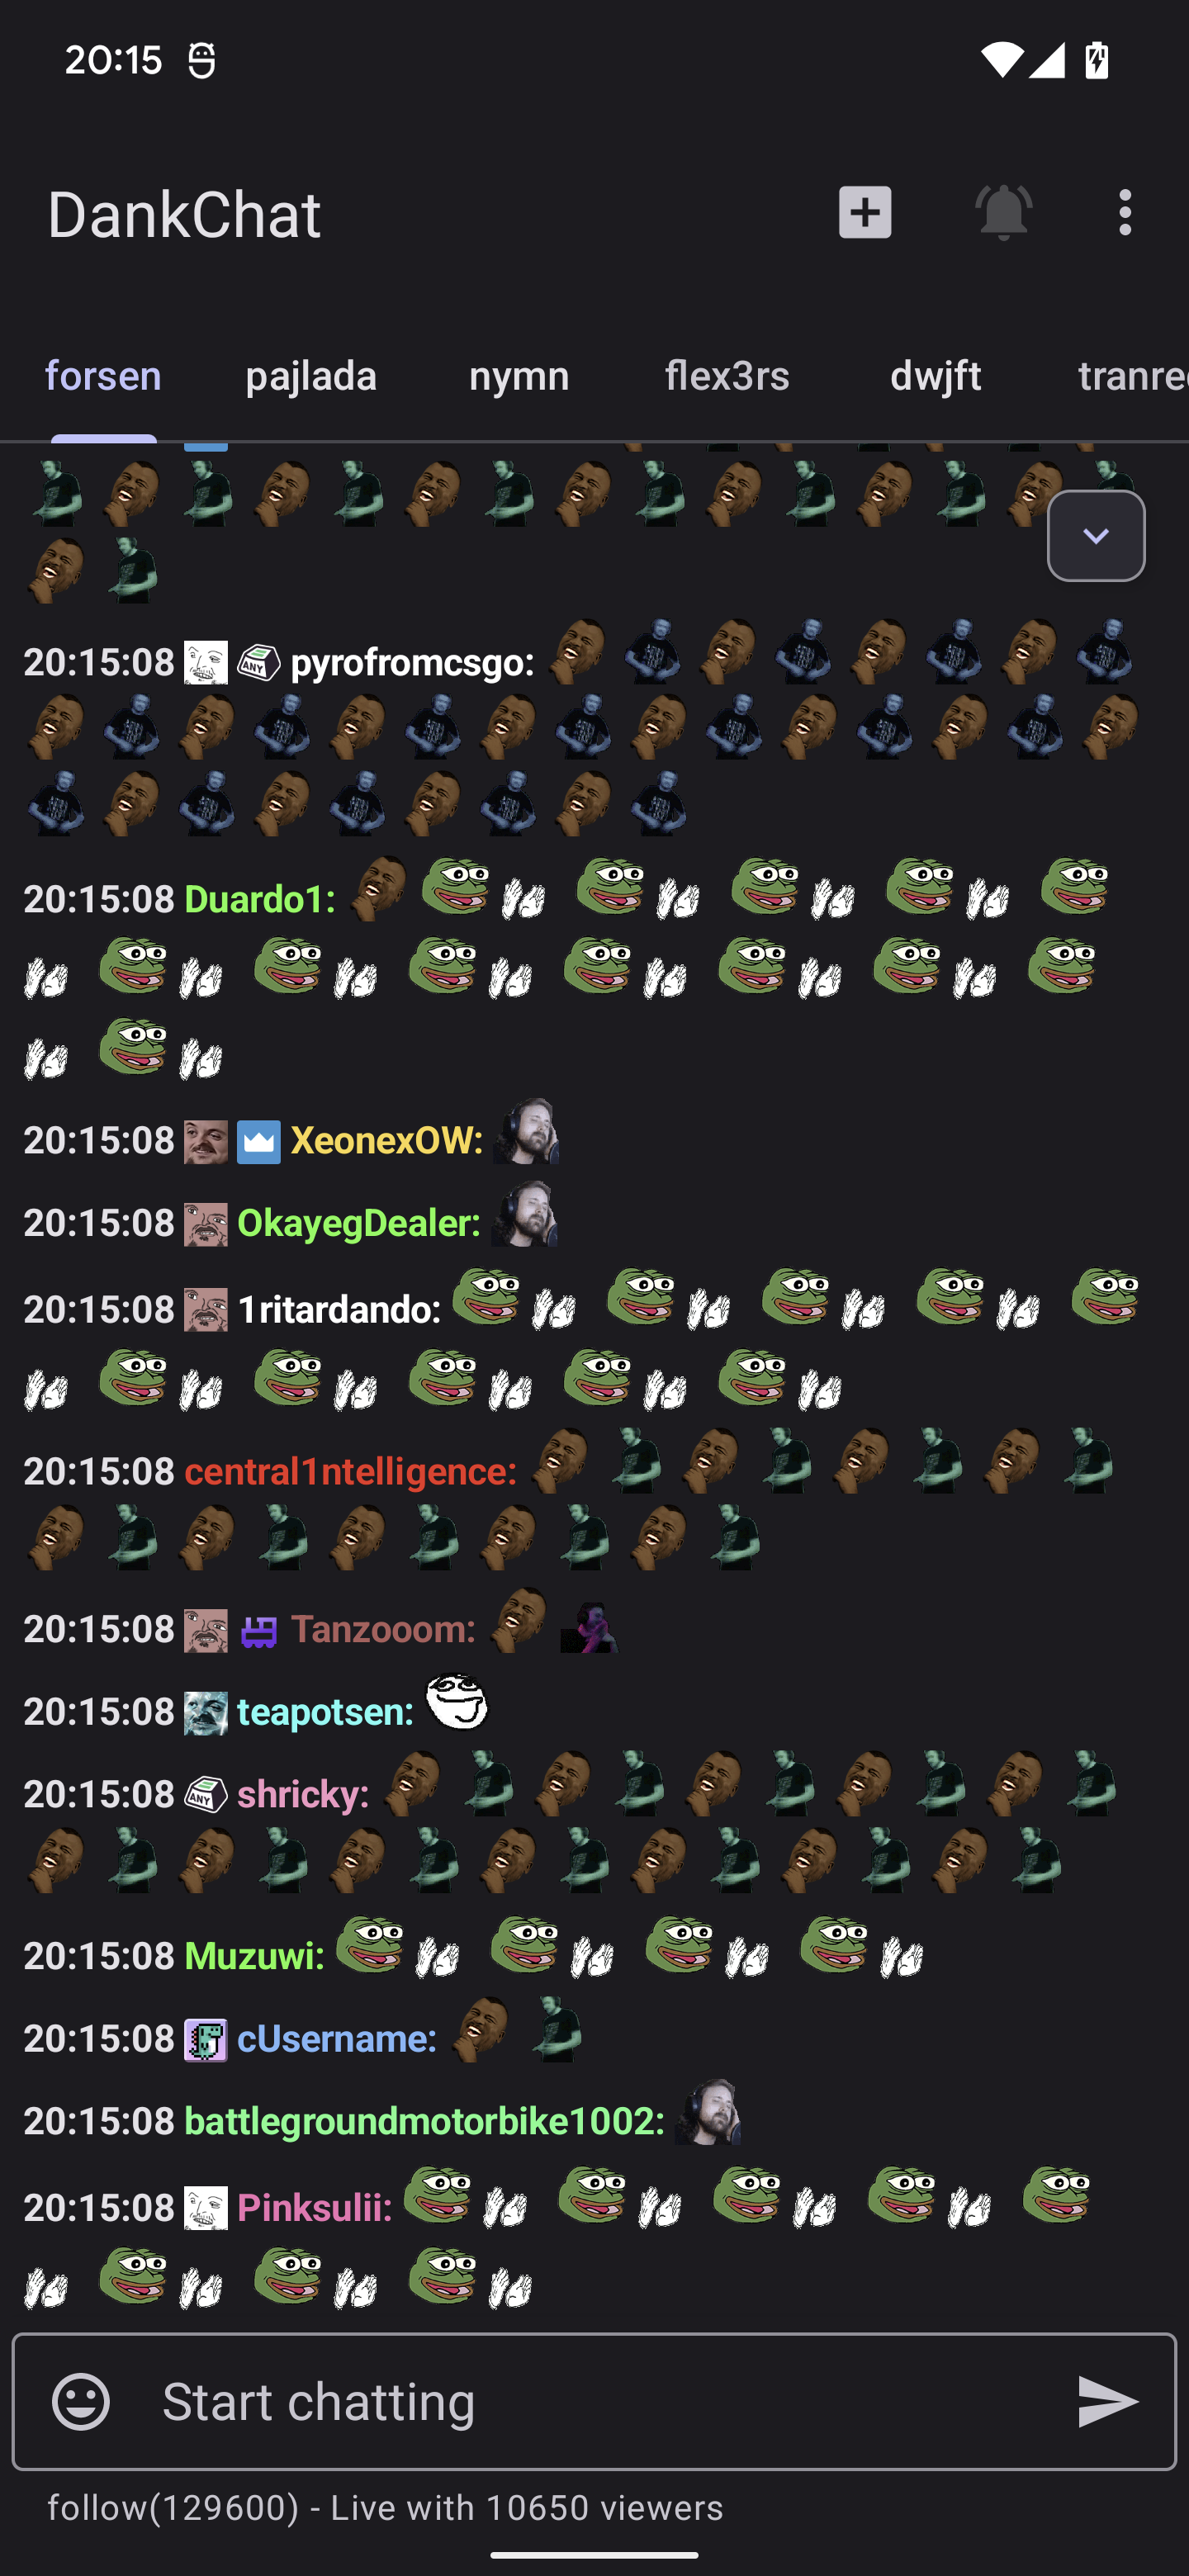 20:15
DankChat
forsen pajlada nymn flex3rs dwjft tranre
20:15:08 ANY pyrofromcsgo:
20:15:08 Duardo1:
20:15:08 XeonexOW:
20:15:08 OkayegDealer:
20:15:08 1ritardando:
20:15:08 central1ntelligence:
20:15:08 Tanzooom:
20:15:08 teapotsen:
20:15:08 ANY shricky:
20:15:08 Muzuwi:
20:15:08 cUsername:
20:15:08 battlegroundmotorbike1002:
20:15:08 Pinksulii:
Start chatting
follow(129600) - Live with 10650 viewers